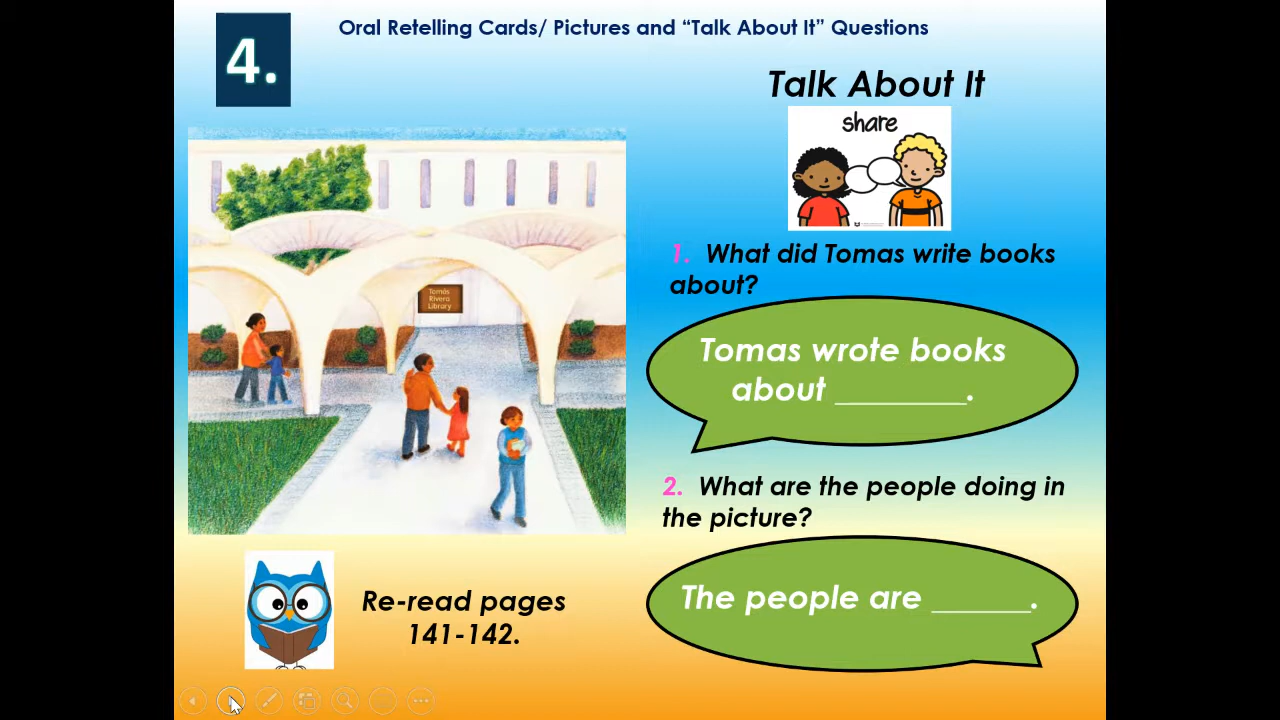 4.
Oral Retelling Cards/ Pictures and “Talk About It” Questions
Talk About It
share
Tomás
Rivera
Library
1. What did Tomas write books
about?
Tomas wrote books
about _________.
2. What are the people doing in
the picture?
The people are _______.
Re-read pages
141-142.